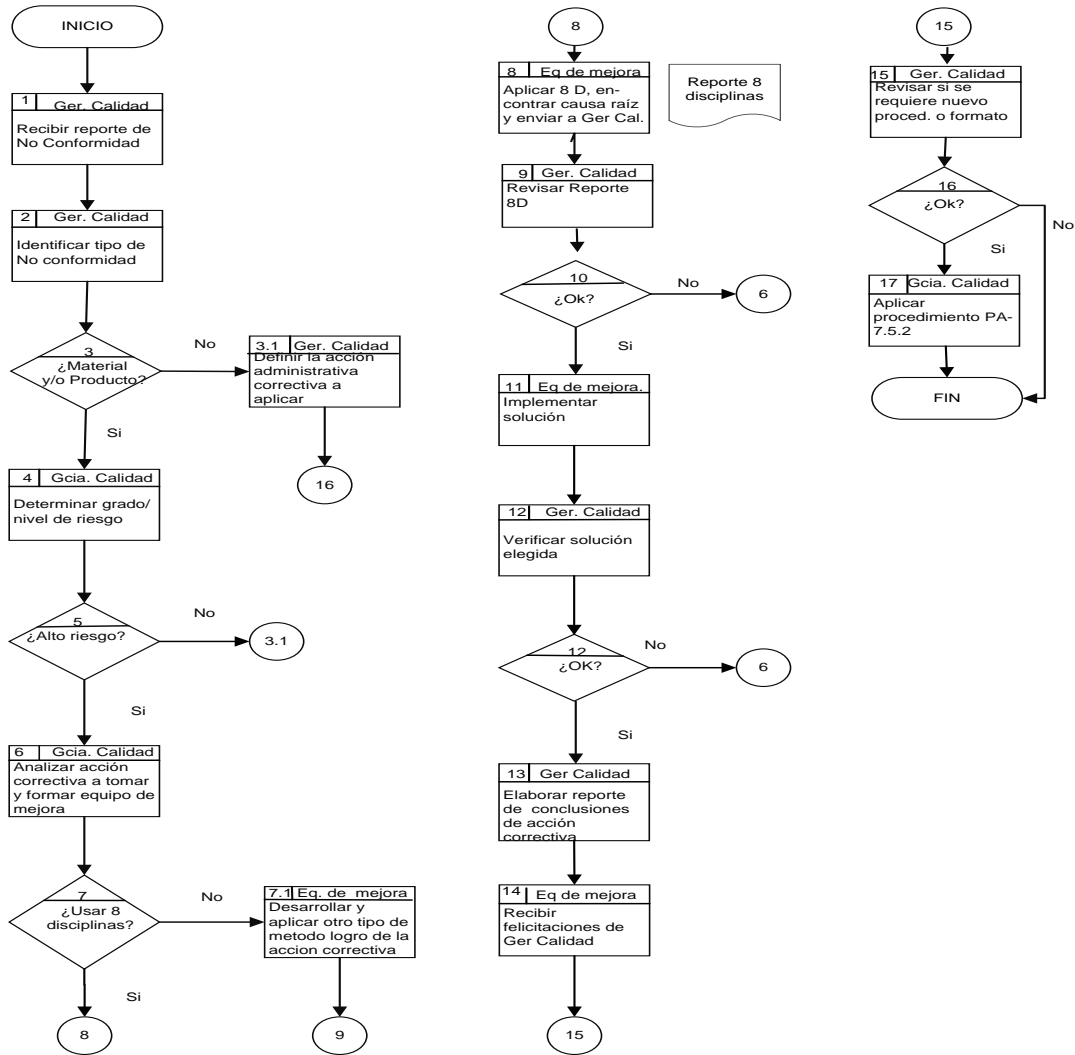 INICIO
1 Ger. Calidad
Recibir reporte de
No Conformidad
2 Ger. Calidad
Identificar tipo de
No conformidad
3
¿Material
y/o Producto?
No
Si
3.1 Ger. Calidad
Definir la acción
administrativa
correctiva a
aplicar
16
4 Gcia. Calidad
Determinar grado/
nivel de riesgo
5
¿Alto riesgo?
No
3.1
Si
6 Gcia. Calidad
Analizar acción
correctiva a tomar
y formar equipo de
mejora
7
¿Usar 8
disciplinas?
No
Si
7.1 Eq. de mejora
Desarrollar y
aplicar otro tipo de
metodo logro de la
accion correctiva
8
9
8
8 Eq de mejora
Aplicar 8 D, en-
contrar causa raíz
y enviar a Ger Cal.
Reporte 8
disciplinas
9 Ger. Calidad
Revisar Reporte
8D
10
¿Ok?
No
6
Si
11 Eq de mejora.
Implementar
solución
12 Ger. Calidad
Verificar solución
elegida
12
¿OK?
No
6
Si
13 Ger Calidad
Elaborar reporte
de conclusiones
de acción
correctiva
14 Eq de mejora
Recibir
felicitaciones de
Ger Calidad
15
15
15 Ger. Calidad
Revisar si se
requiere nuevo
proced. o formato
16
¿Ok?
No
Si
17 Gcia. Calidad
Aplicar
procedimiento PA-
7.5.2
FIN